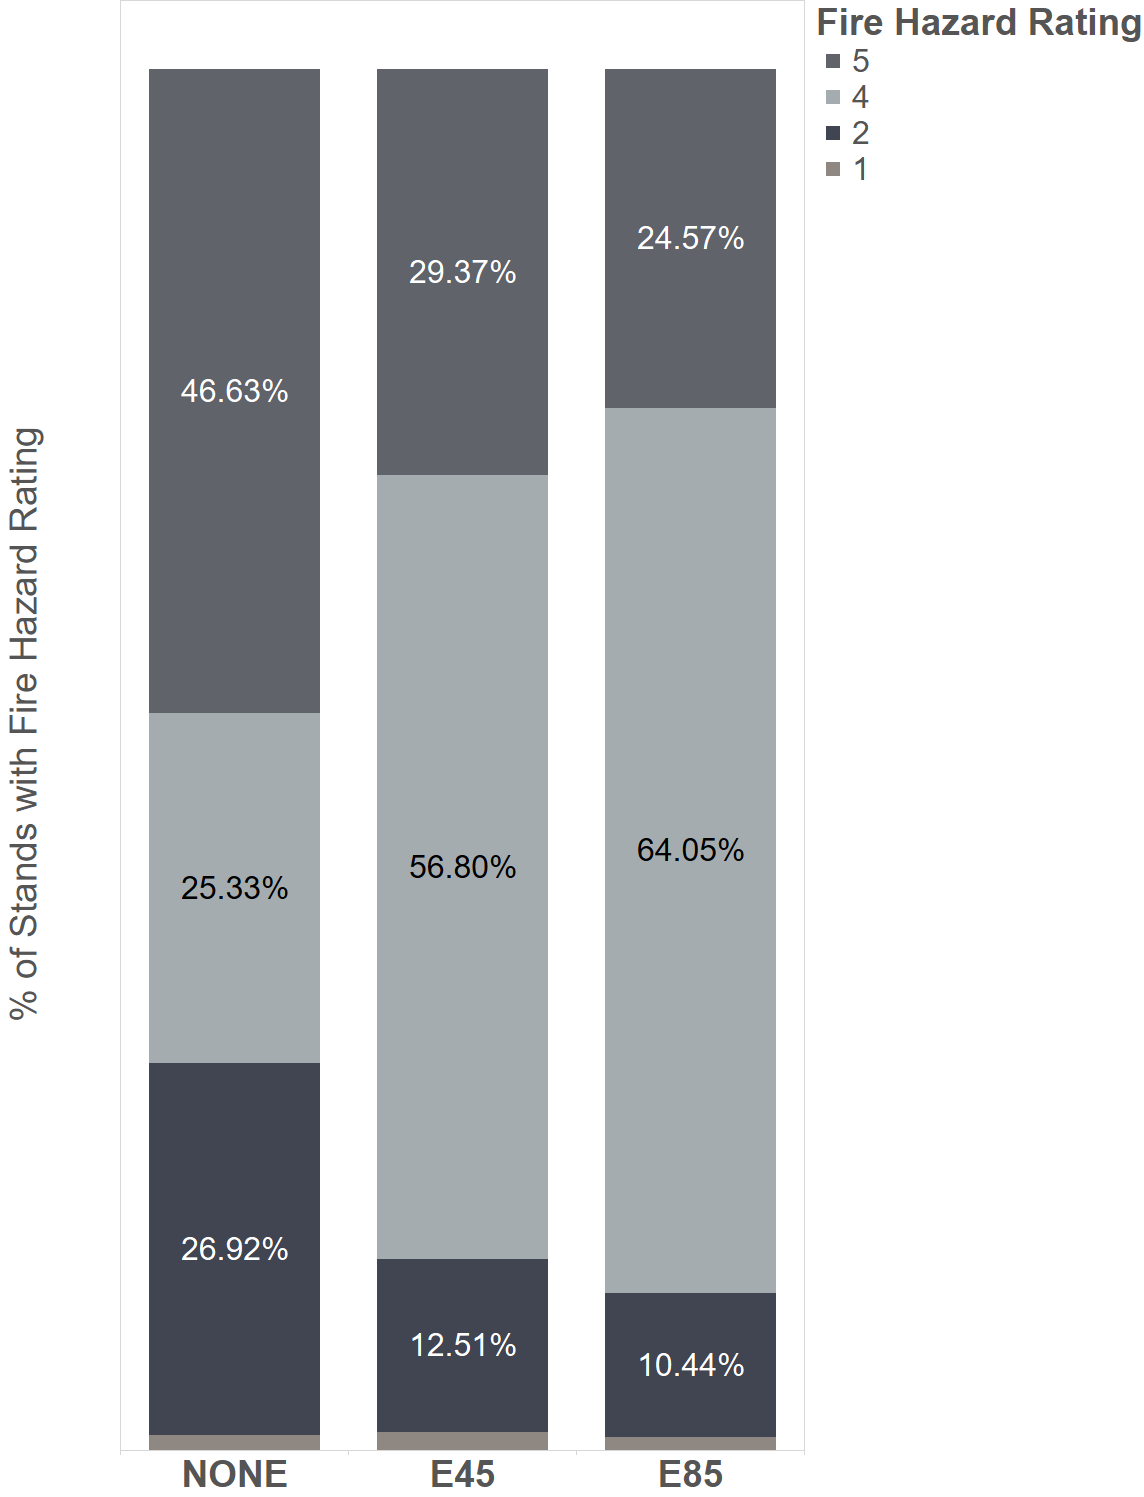 Fire Hazard Rating
5
4
2
1
% of Stands with Fire Hazard Rating
46.63%
25.33%
26.92%
29.37%
56.80%
12.51%
24.57%
64.05%
10.44%
NONE
E45
E85